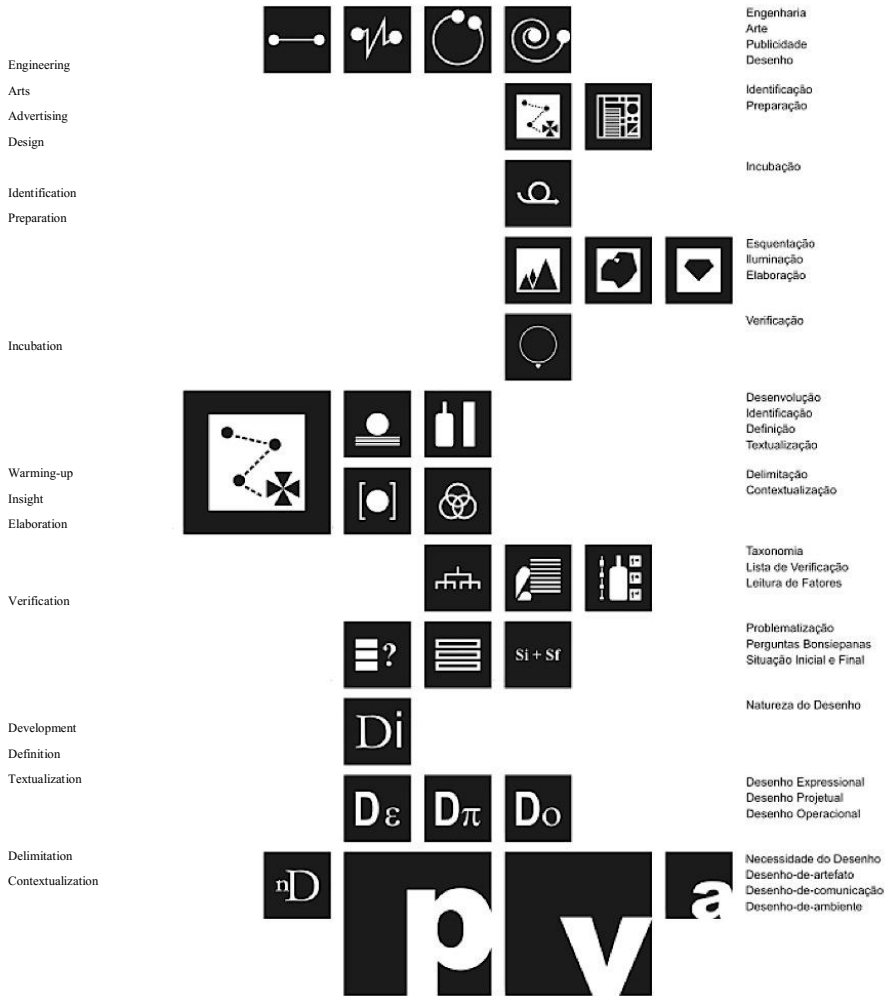 Engineering
Arts
Advertising
Design
Identification
Preparation
Incubation
Warming-up
Insight
Elaboration
Verification
Development
Definition
Textualization
Delimitation
Contextualization
?
Si + Sf
Di
Dε
Dπ
Do
nD
p
v
a
Engenharia
Arte
Publicidade
Desenho
Identificação
Preparação
Incubação
Esquentação
Iluminação
Elaboração
Verificação
Desenvolução
Identificação
Definição
Textualização
Delimitação
Contextualização
Taxonomia
Lista de Verificação
Leitura de Fatores
Problematização
Perguntas Bonsiepanas
Situação Inicial e Final
Natureza do Desenho
Desenho Expressional
Desenho Projetual
Desenho Operacional
Necessidade do Desenho
Desenho-de-artefato
Desenho-de-comunicação
Desenho-de-ambiente